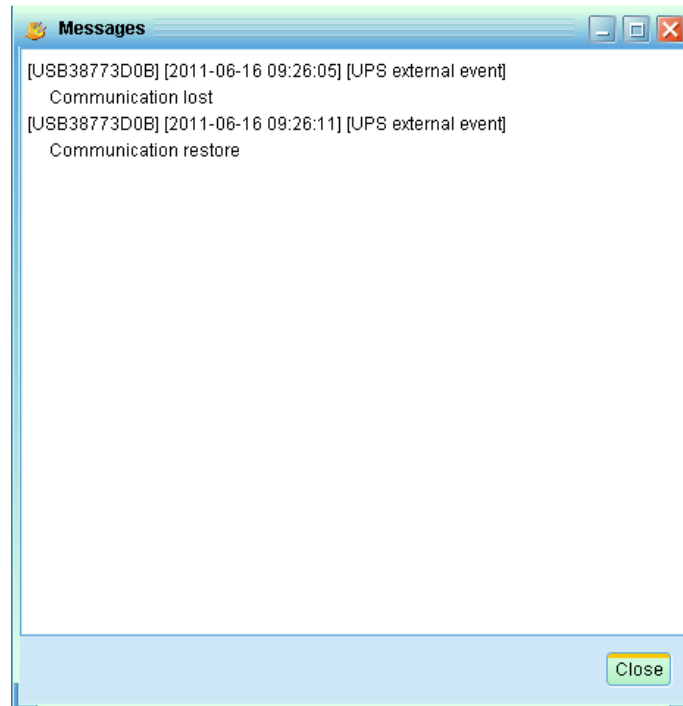 Messages
[USB38773D0B] [2011-06-16 09:26:05] [UPS external event]
Communication lost
[USB38773D0B] [2011-06-16 09:26:11] [UPS external event]
Communication restore
Close